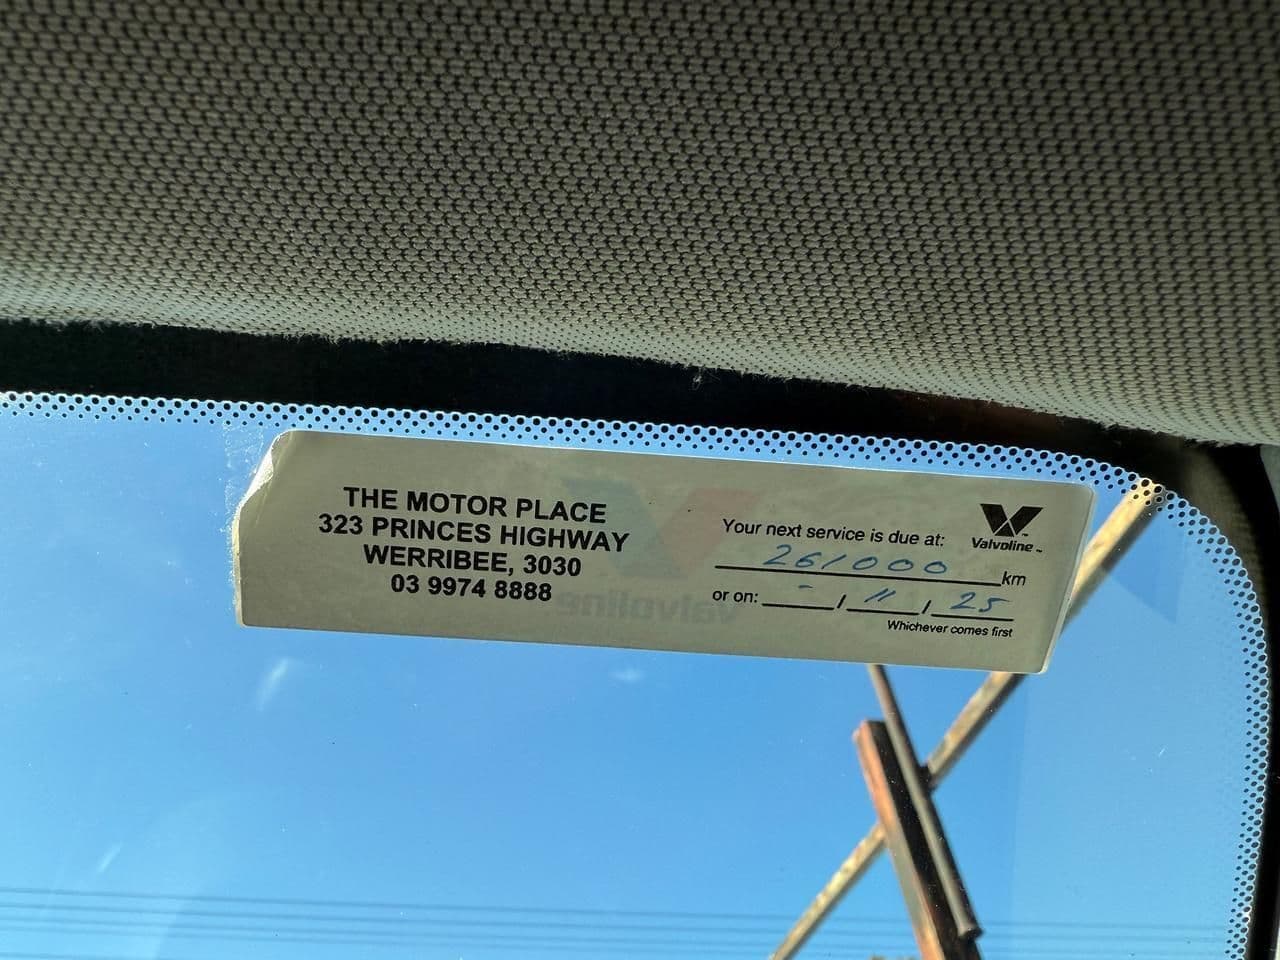 THE MOTOR PLACE
323 PRINCES HIGHWAY
WERRIBEE, 3030
03 9974 8888
Valvoline™
Your next service is due at:
261000 km
or on: - / 11 / 25
Whichever comes first
Valvoline